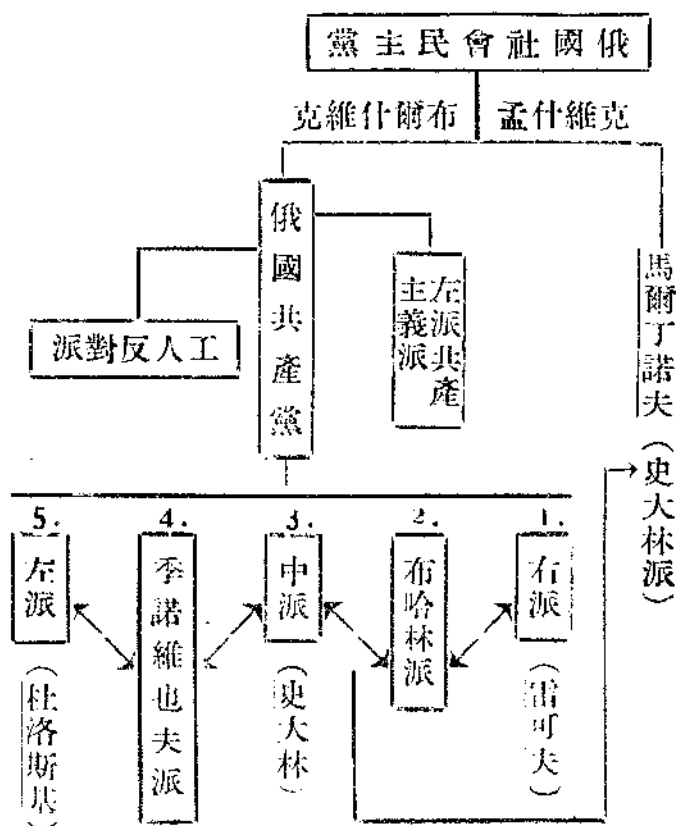 俄國社會民主黨
孟什維克
布爾什維克
俄國共產黨
左派共產
主義派
工人反對派
馬爾丁諾夫（史大林派）
1.
右派
（雷可夫）
2.
布哈林派
3.
中派
（史大林）
4.
季諾維也夫派
5.
左派
（杜洛斯基）